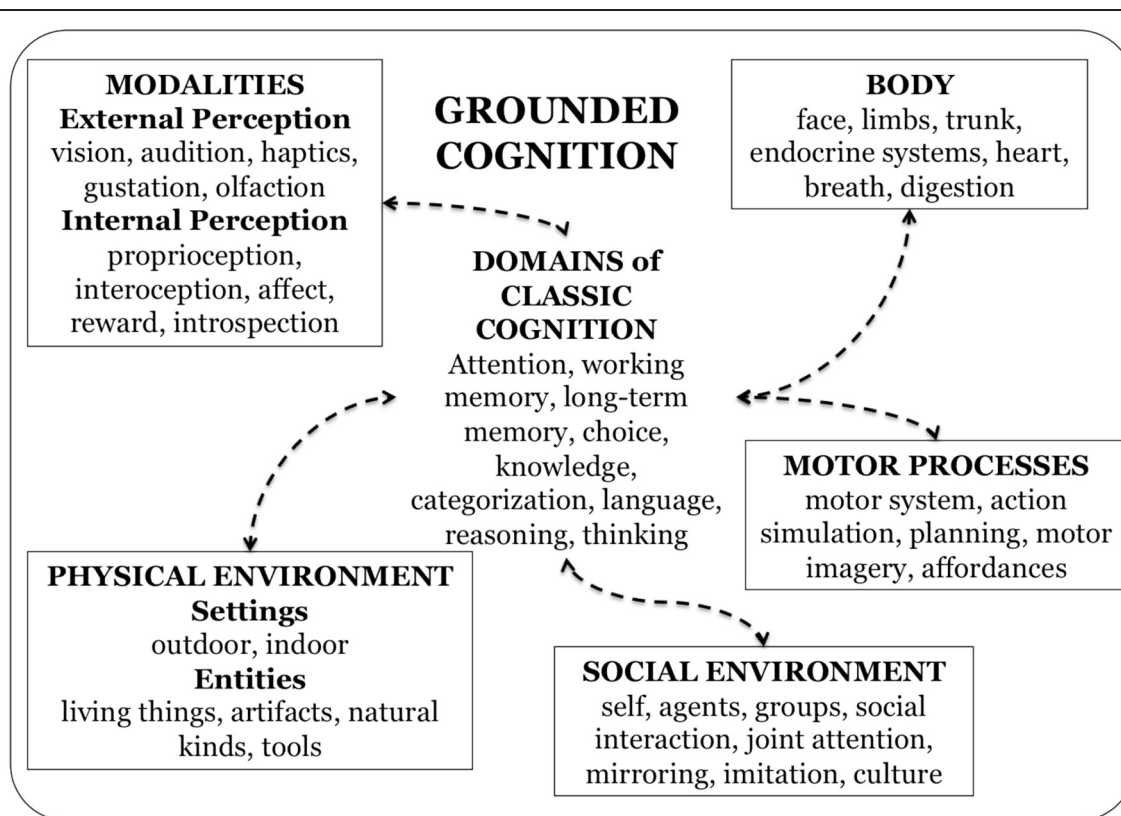 MODALITIES
External Perception
vision, audition, haptics,
gustation, olfaction
Internal Perception
proprioception,
interoception, affect,
reward, introspection
GROUNDED
COGNITION
BODY
face, limbs, trunk,
endocrine systems, heart,
breath, digestion
DOMAINS of
CLASSIC
COGNITION
Attention, working
memory, long-term
memory, choice,
knowledge,
categorization, language,
reasoning, thinking
MOTOR PROCESSES
motor system, action
simulation, planning, motor
imagery, affordances
PHYSICAL ENVIRONMENT
Settings
outdoor, indoor
Entities
living things, artifacts, natural
kinds, tools
SOCIAL ENVIRONMENT
self, agents, groups, social
interaction, joint attention,
mirroring, imitation, culture